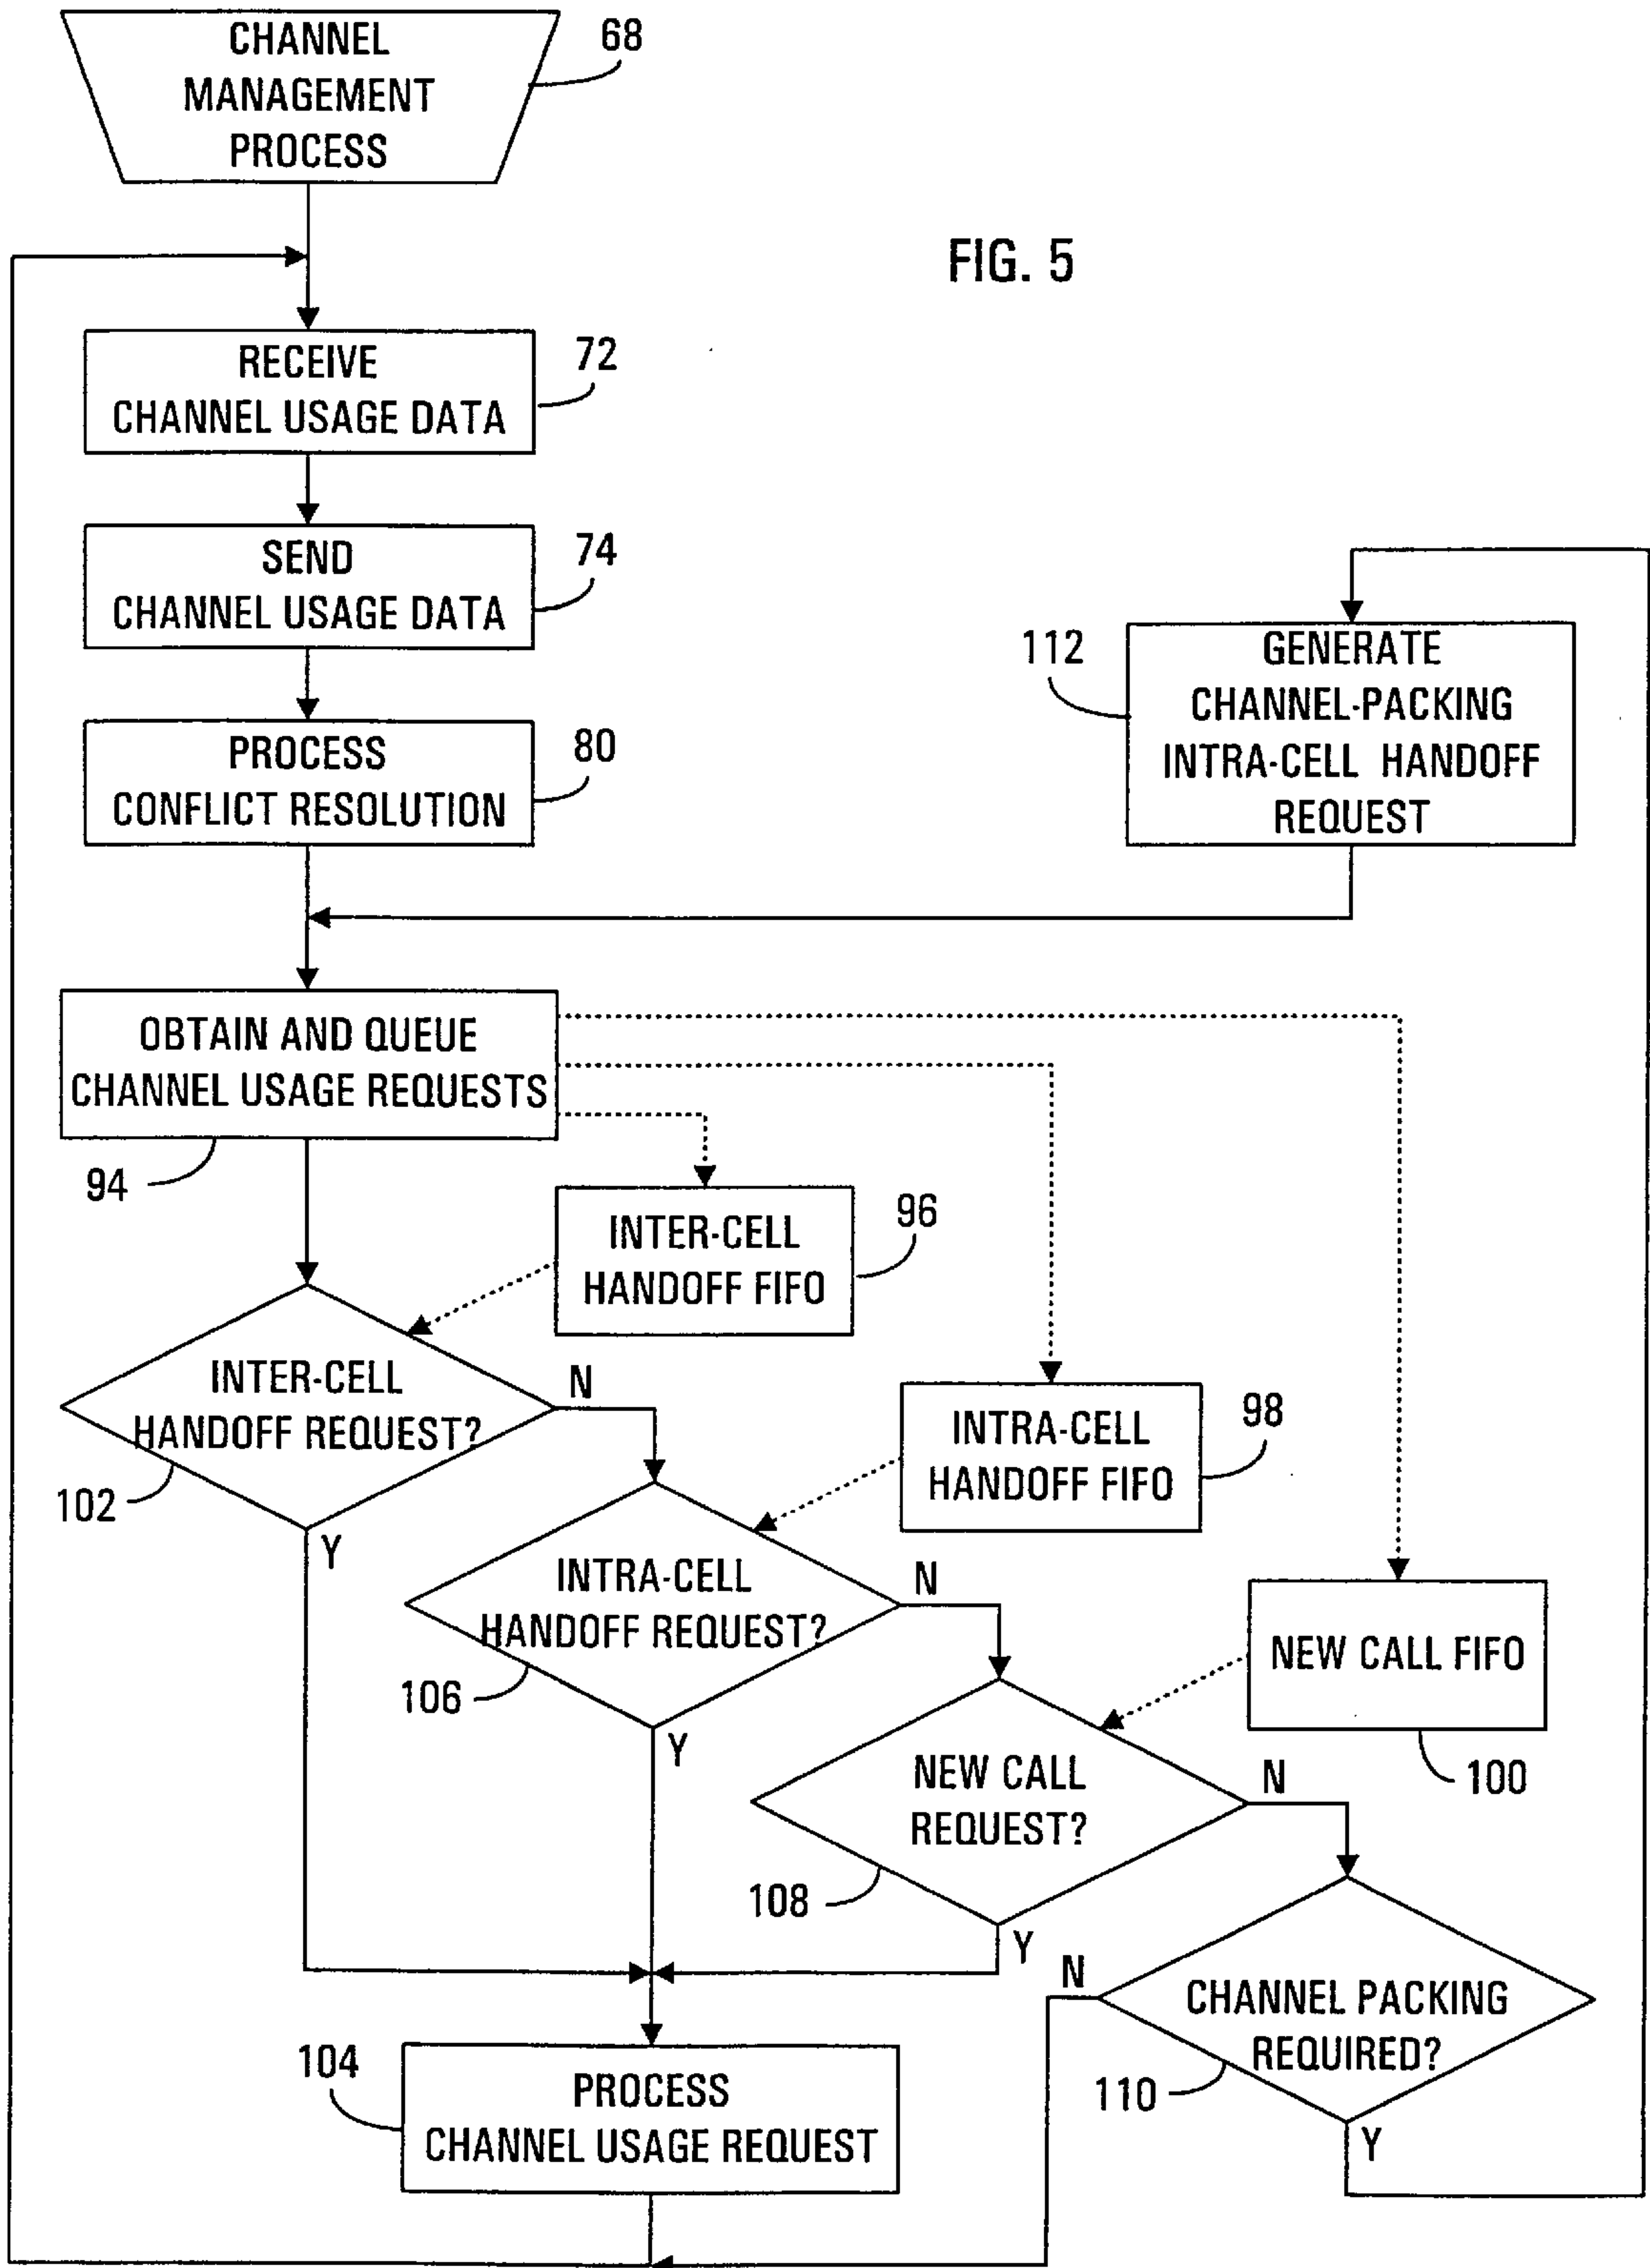 CHANNEL
MANAGEMENT
PROCESS
68
FIG. 5
RECEIVE
CHANNEL USAGE DATA
72
SEND
CHANNEL USAGE DATA
74
PROCESS
CONFLICT RESOLUTION
80
112
GENERATE
CHANNEL-PACKING
INTRA-CELL HANDOFF
REQUEST
OBTAIN AND QUEUE
CHANNEL USAGE REQUESTS
94
INTER-CELL
HANDOFF FIFO
96
INTER-CELL
HANDOFF REQUEST?
N
102
Y
INTRA-CELL
HANDOFF FIFO
98
INTRA-CELL
HANDOFF REQUEST?
N
106
Y
NEW CALL FIFO
100
NEW CALL
REQUEST?
N
108
Y
N
CHANNEL PACKING
REQUIRED?
110
Y
104
PROCESS
CHANNEL USAGE REQUEST